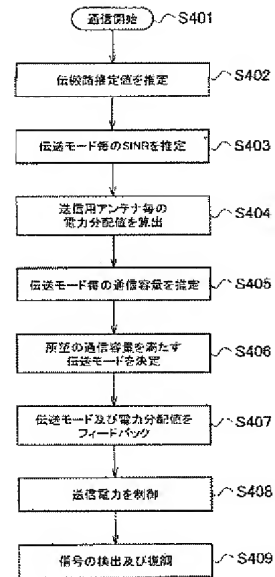 通信開始
S401
伝搬路推定値を推定
S402
伝送モード毎のSINRを推定
S403
送信用アンテナ毎の
電力分配値を算出
S404
伝送モード毎の通信容量を推定
S405
所望の通信容量を満たす
伝送モードを決定
S406
伝送モード及び電力分配値を
フィードバック
S407
送信電力を制御
S408
信号の検出及び復調
S409